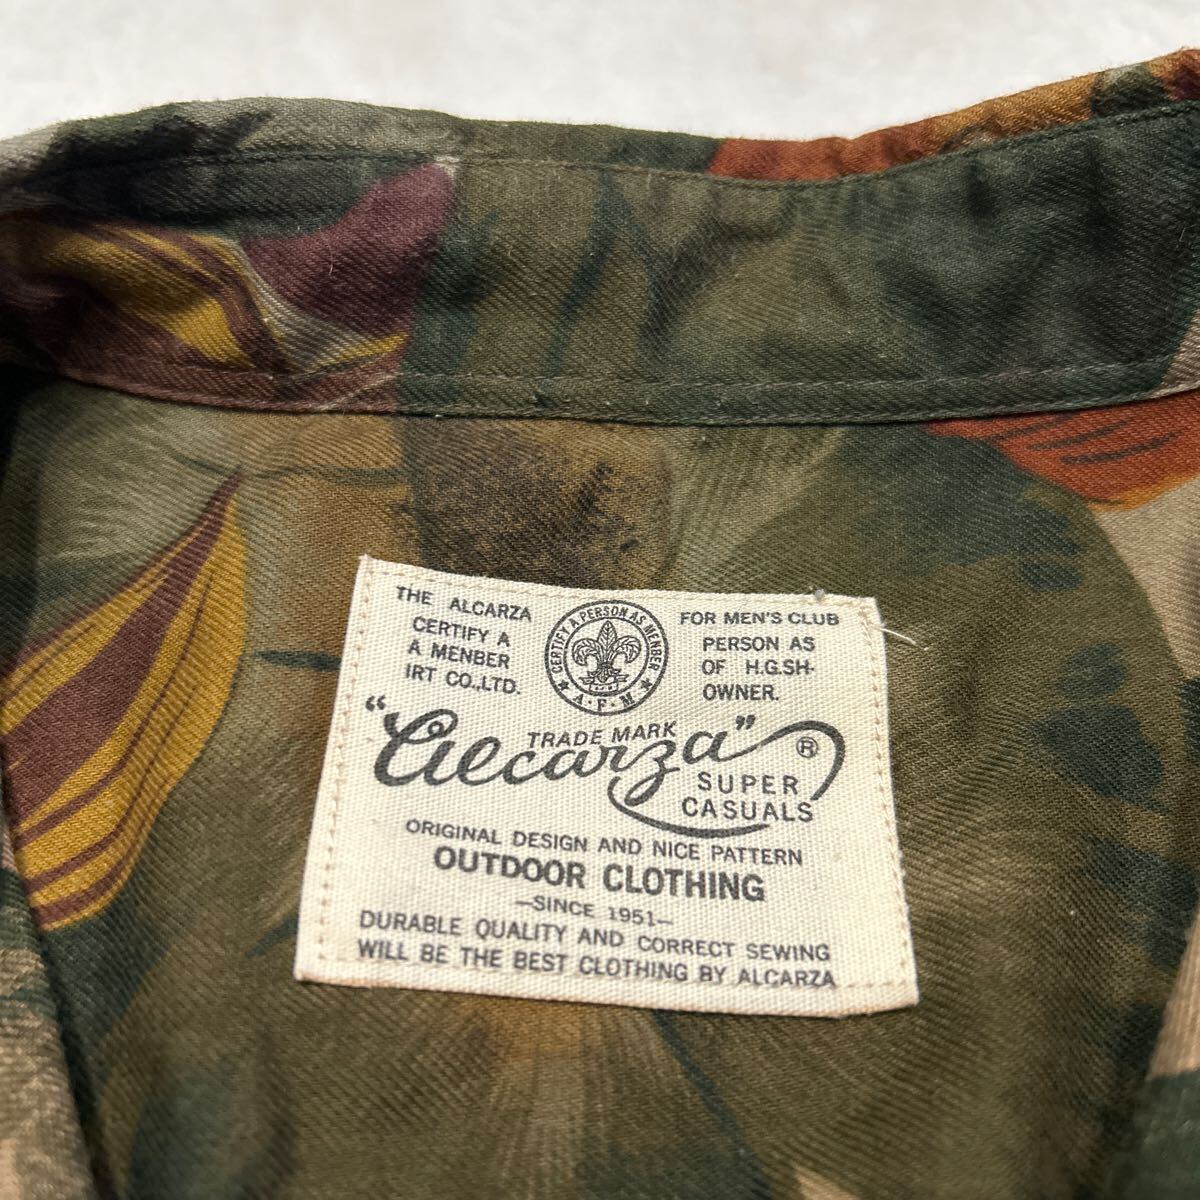 THE ALCARZA
CERTIFY A
A MENBER
IRT CO.,LTD.
CERTIFY A PERSON AS MENBER
★ A·F·M ★
FOR MEN'S CLUB
PERSON AS
OF H.G.SH-
OWNER.
TRADE MARK
"alcarza" ®
SUPER
CASUALS
ORIGINAL DESIGN AND NICE PATTERN
OUTDOOR CLOTHING
—SINCE 1951—
DURABLE QUALITY AND CORRECT SEWING
WILL BE THE BEST CLOTHING BY ALCARZA